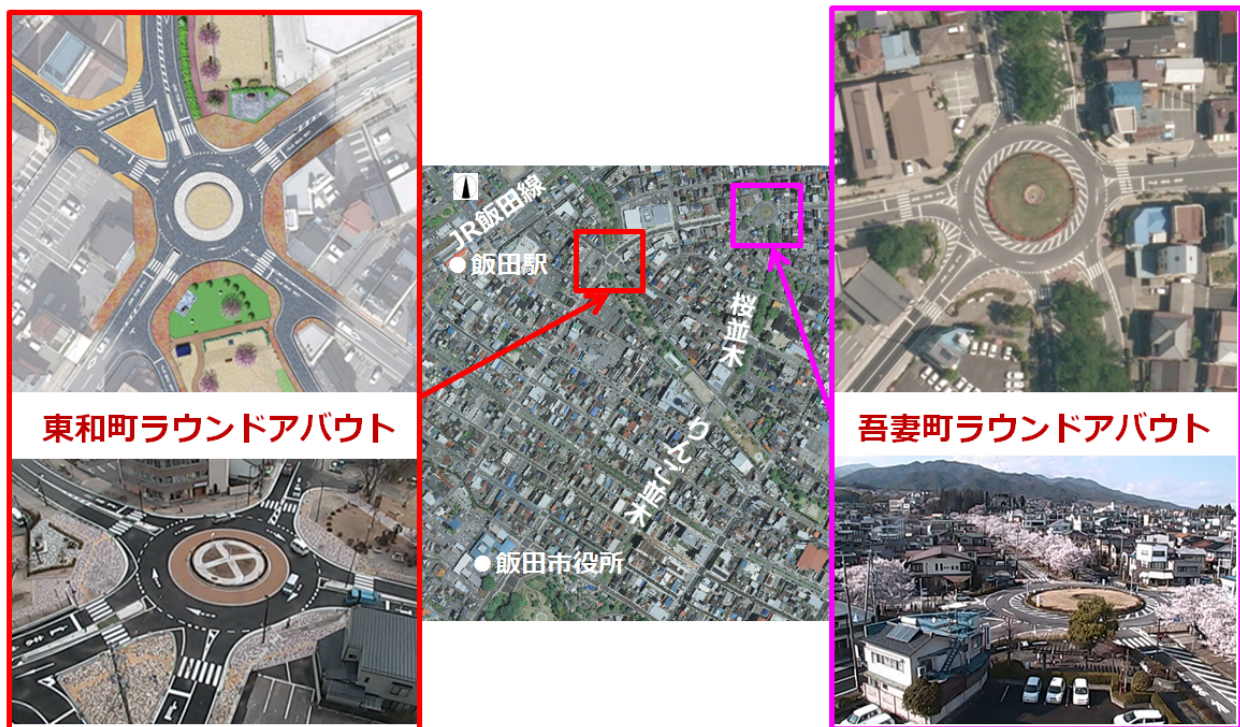 東和町ラウンドアバウト
JR飯田線
飯田駅
桜並木
りんご並木
飯田市役所
吾妻町ラウンドアバウト